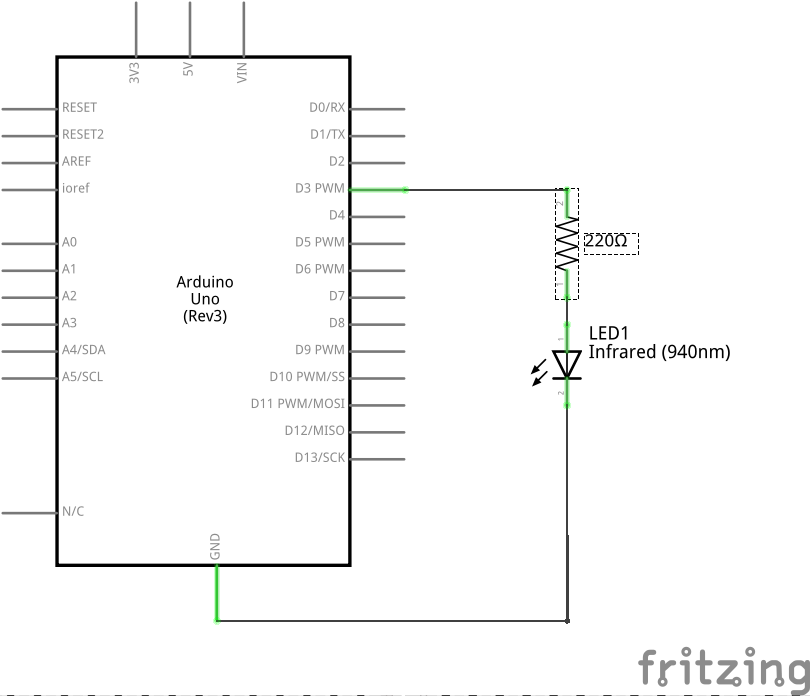 3V3
5V
VIN
RESET
RESET2
AREF
ioref
A0
A1
A2
A3
A4/SDA
A5/SCL
N/C
Arduino
Uno
(Rev3)
D0/RX
D1/TX
D2
D3 PWM
D4
D5 PWM
D6 PWM
D7
D8
D9 PWM
D10 PWM/SS
D11 PWM/MOSI
D12/MISO
D13/SCK
GND
2
220Ω
1
LED1
Infrared (940nm)
1
2
fritzing